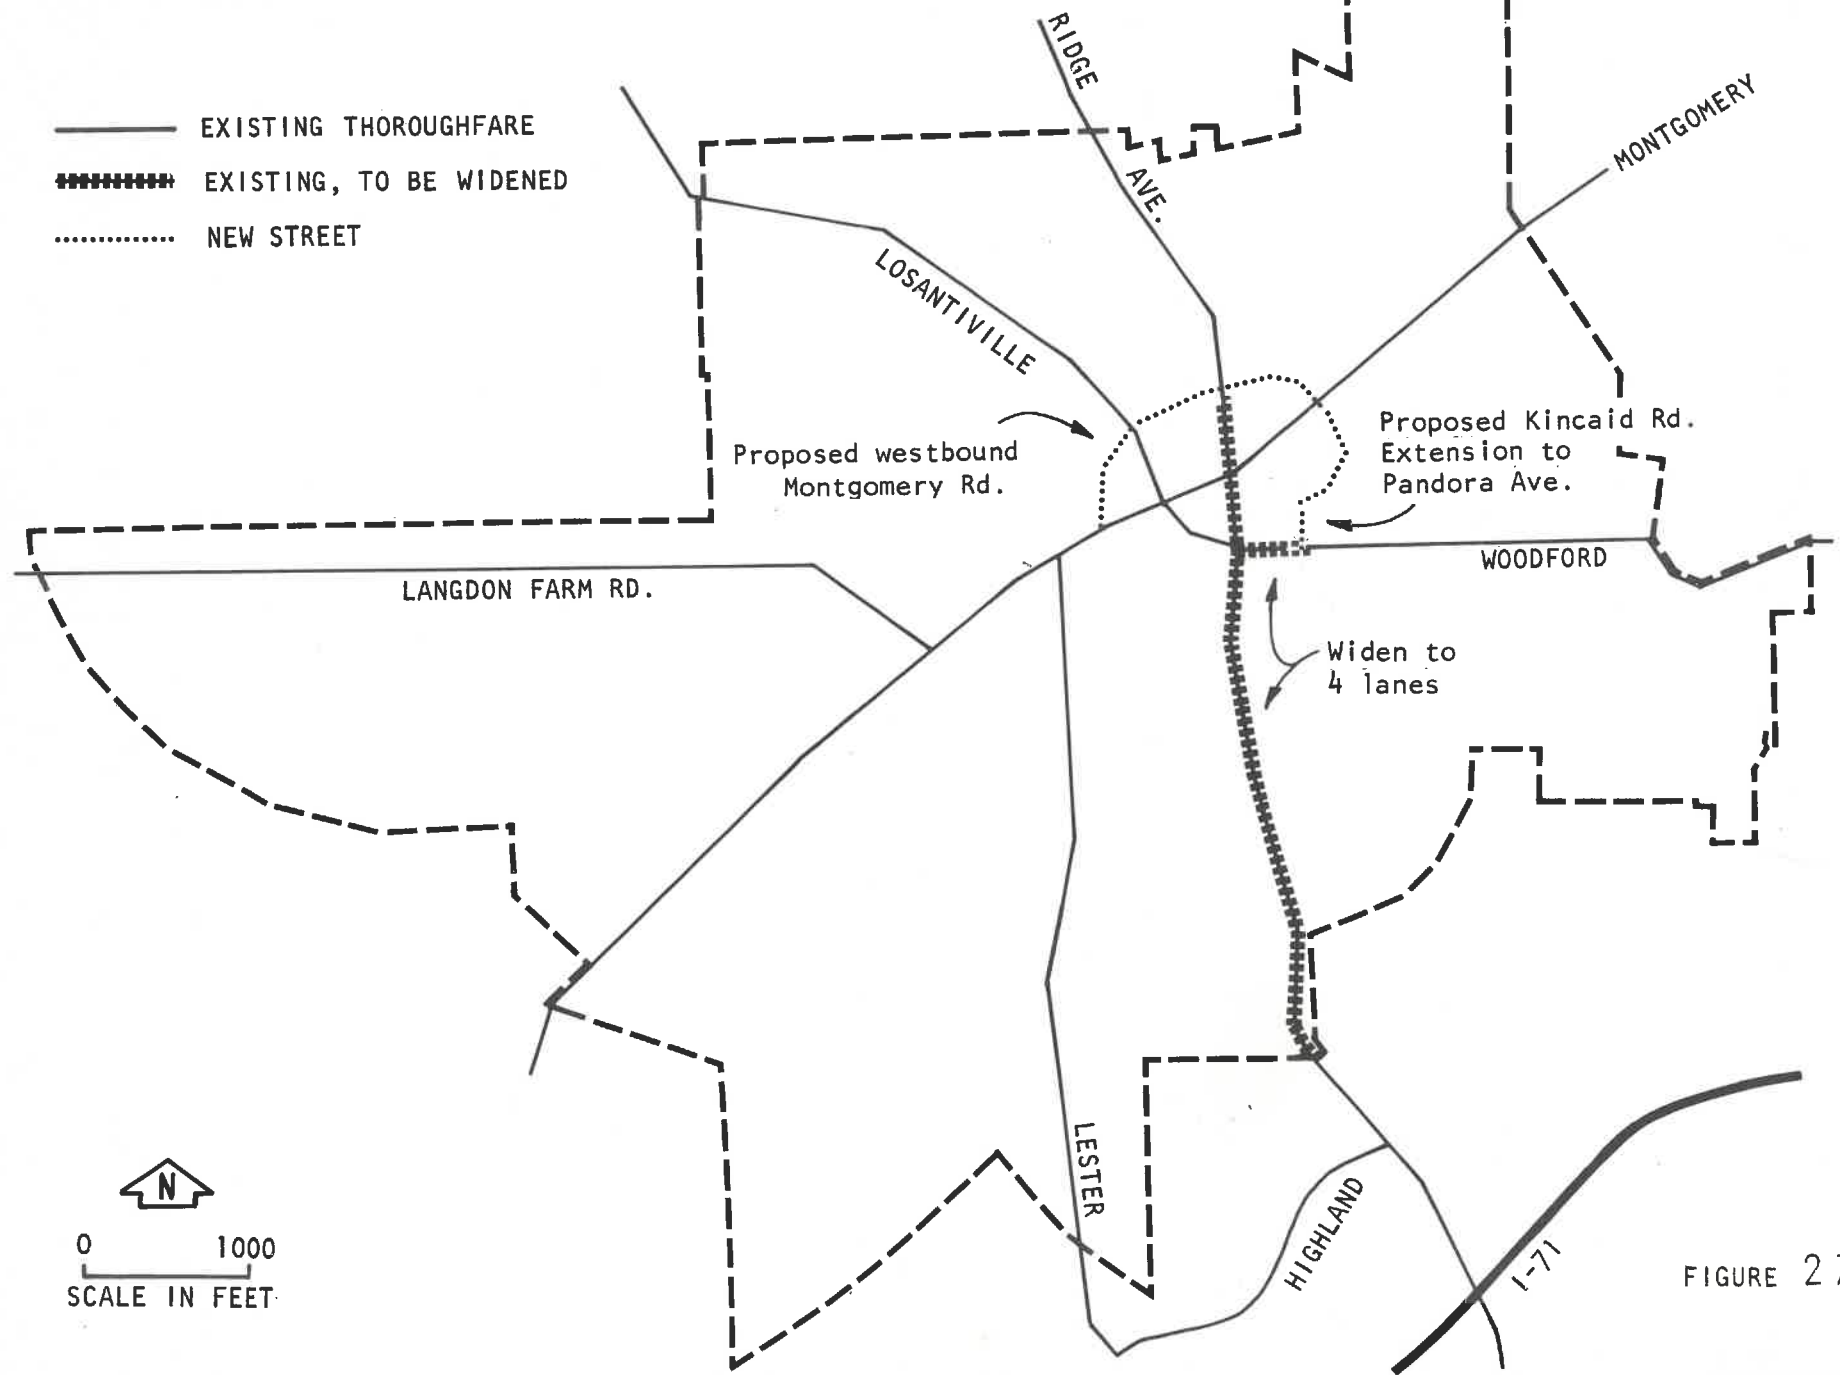 RIDGE
AVE.
MONTGOMERY
EXISTING THOROUGHFARE
EXISTING, TO BE WIDENED
NEW STREET
LOSANTIVILLE
Proposed westbound
Montgomery Rd.
Proposed Kincaid Rd.
Extension to
Pandora Ave.
LANGDON FARM RD.
WOODFORD
Widen to
4 lanes
LESTER
HIGHLAND
I-71
N
0 1000
SCALE IN FEET
FIGURE